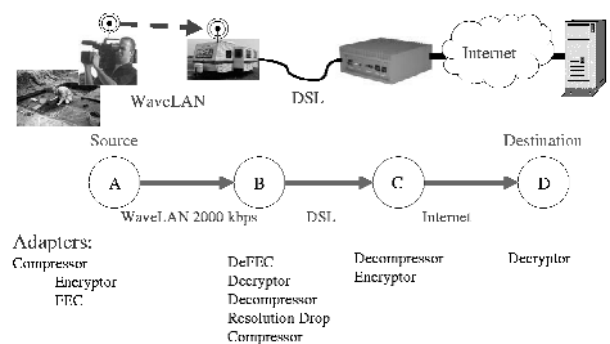 Internet
WaveLAN
DSL
Source
Destination
A
B
C
D
WaveLAN 2000 kbps
DSL
Internet
Adapters:
Compressor
Encryptor
FEC
DeFEC
Decryptor
Decompressor
Resolution Drop
Compressor
Decompressor
Encryptor
Decryptor